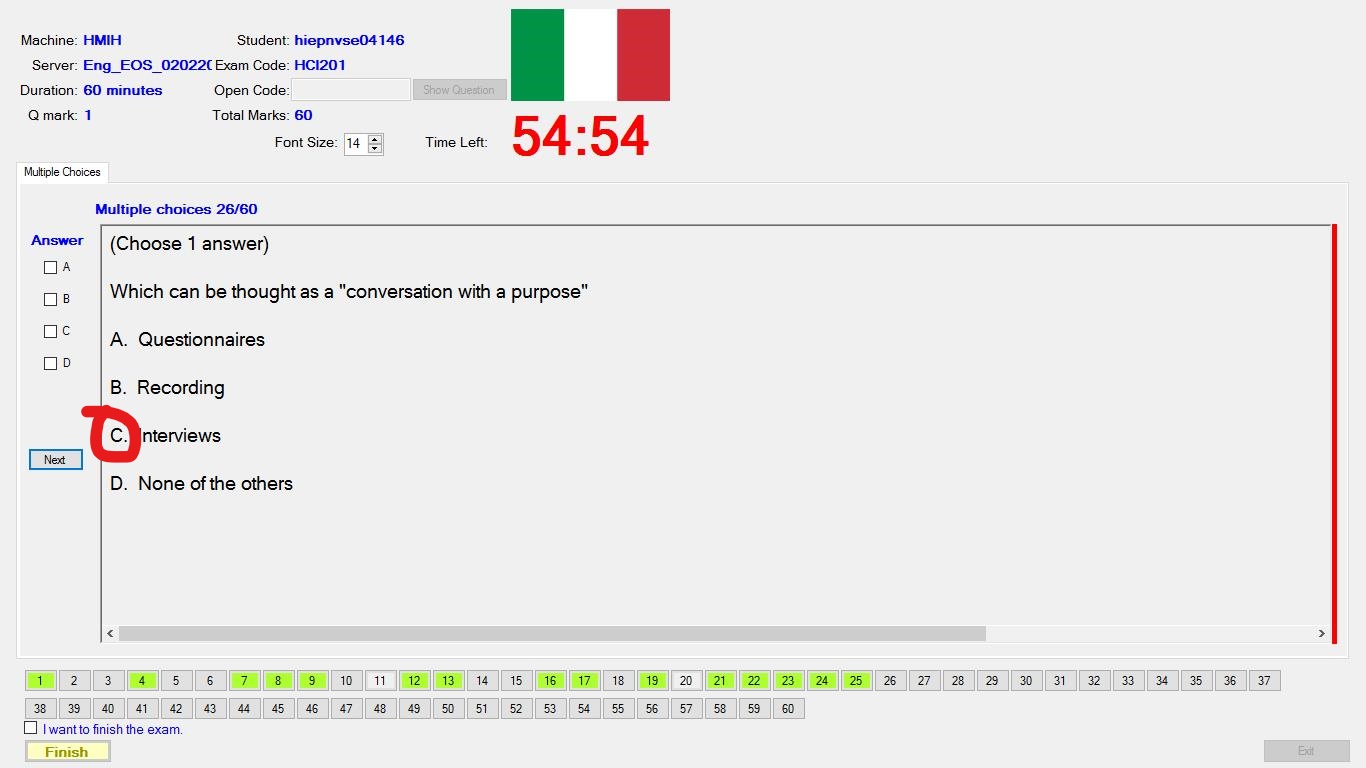 Machine: HMIH Student: hiepnvse04146
Server: Eng_EOS_020220 Exam Code: HCI201
Duration: 60 minutes Open Code: Show Question
Q mark: 1 Total Marks: 60
Font Size: 14 Time Left: 54:54
Multiple Choices
Multiple choices 26/60
Answer
(Choose 1 answer)
A
Which can be thought as a "conversation with a purpose"
B
C
A. Questionnaires
D
B. Recording
C. Interviews
Next
D. None of the others
1 2 3 4 5 6 7 8 9 10 11 12 13 14 15 16 17 18 19 20 21 22 23 24 25 26 27 28 29 30 31 32 33 34 35 36 37
38 39 40 41 42 43 44 45 46 47 48 49 50 51 52 53 54 55 56 57 58 59 60
I want to finish the exam.
Finish Exit